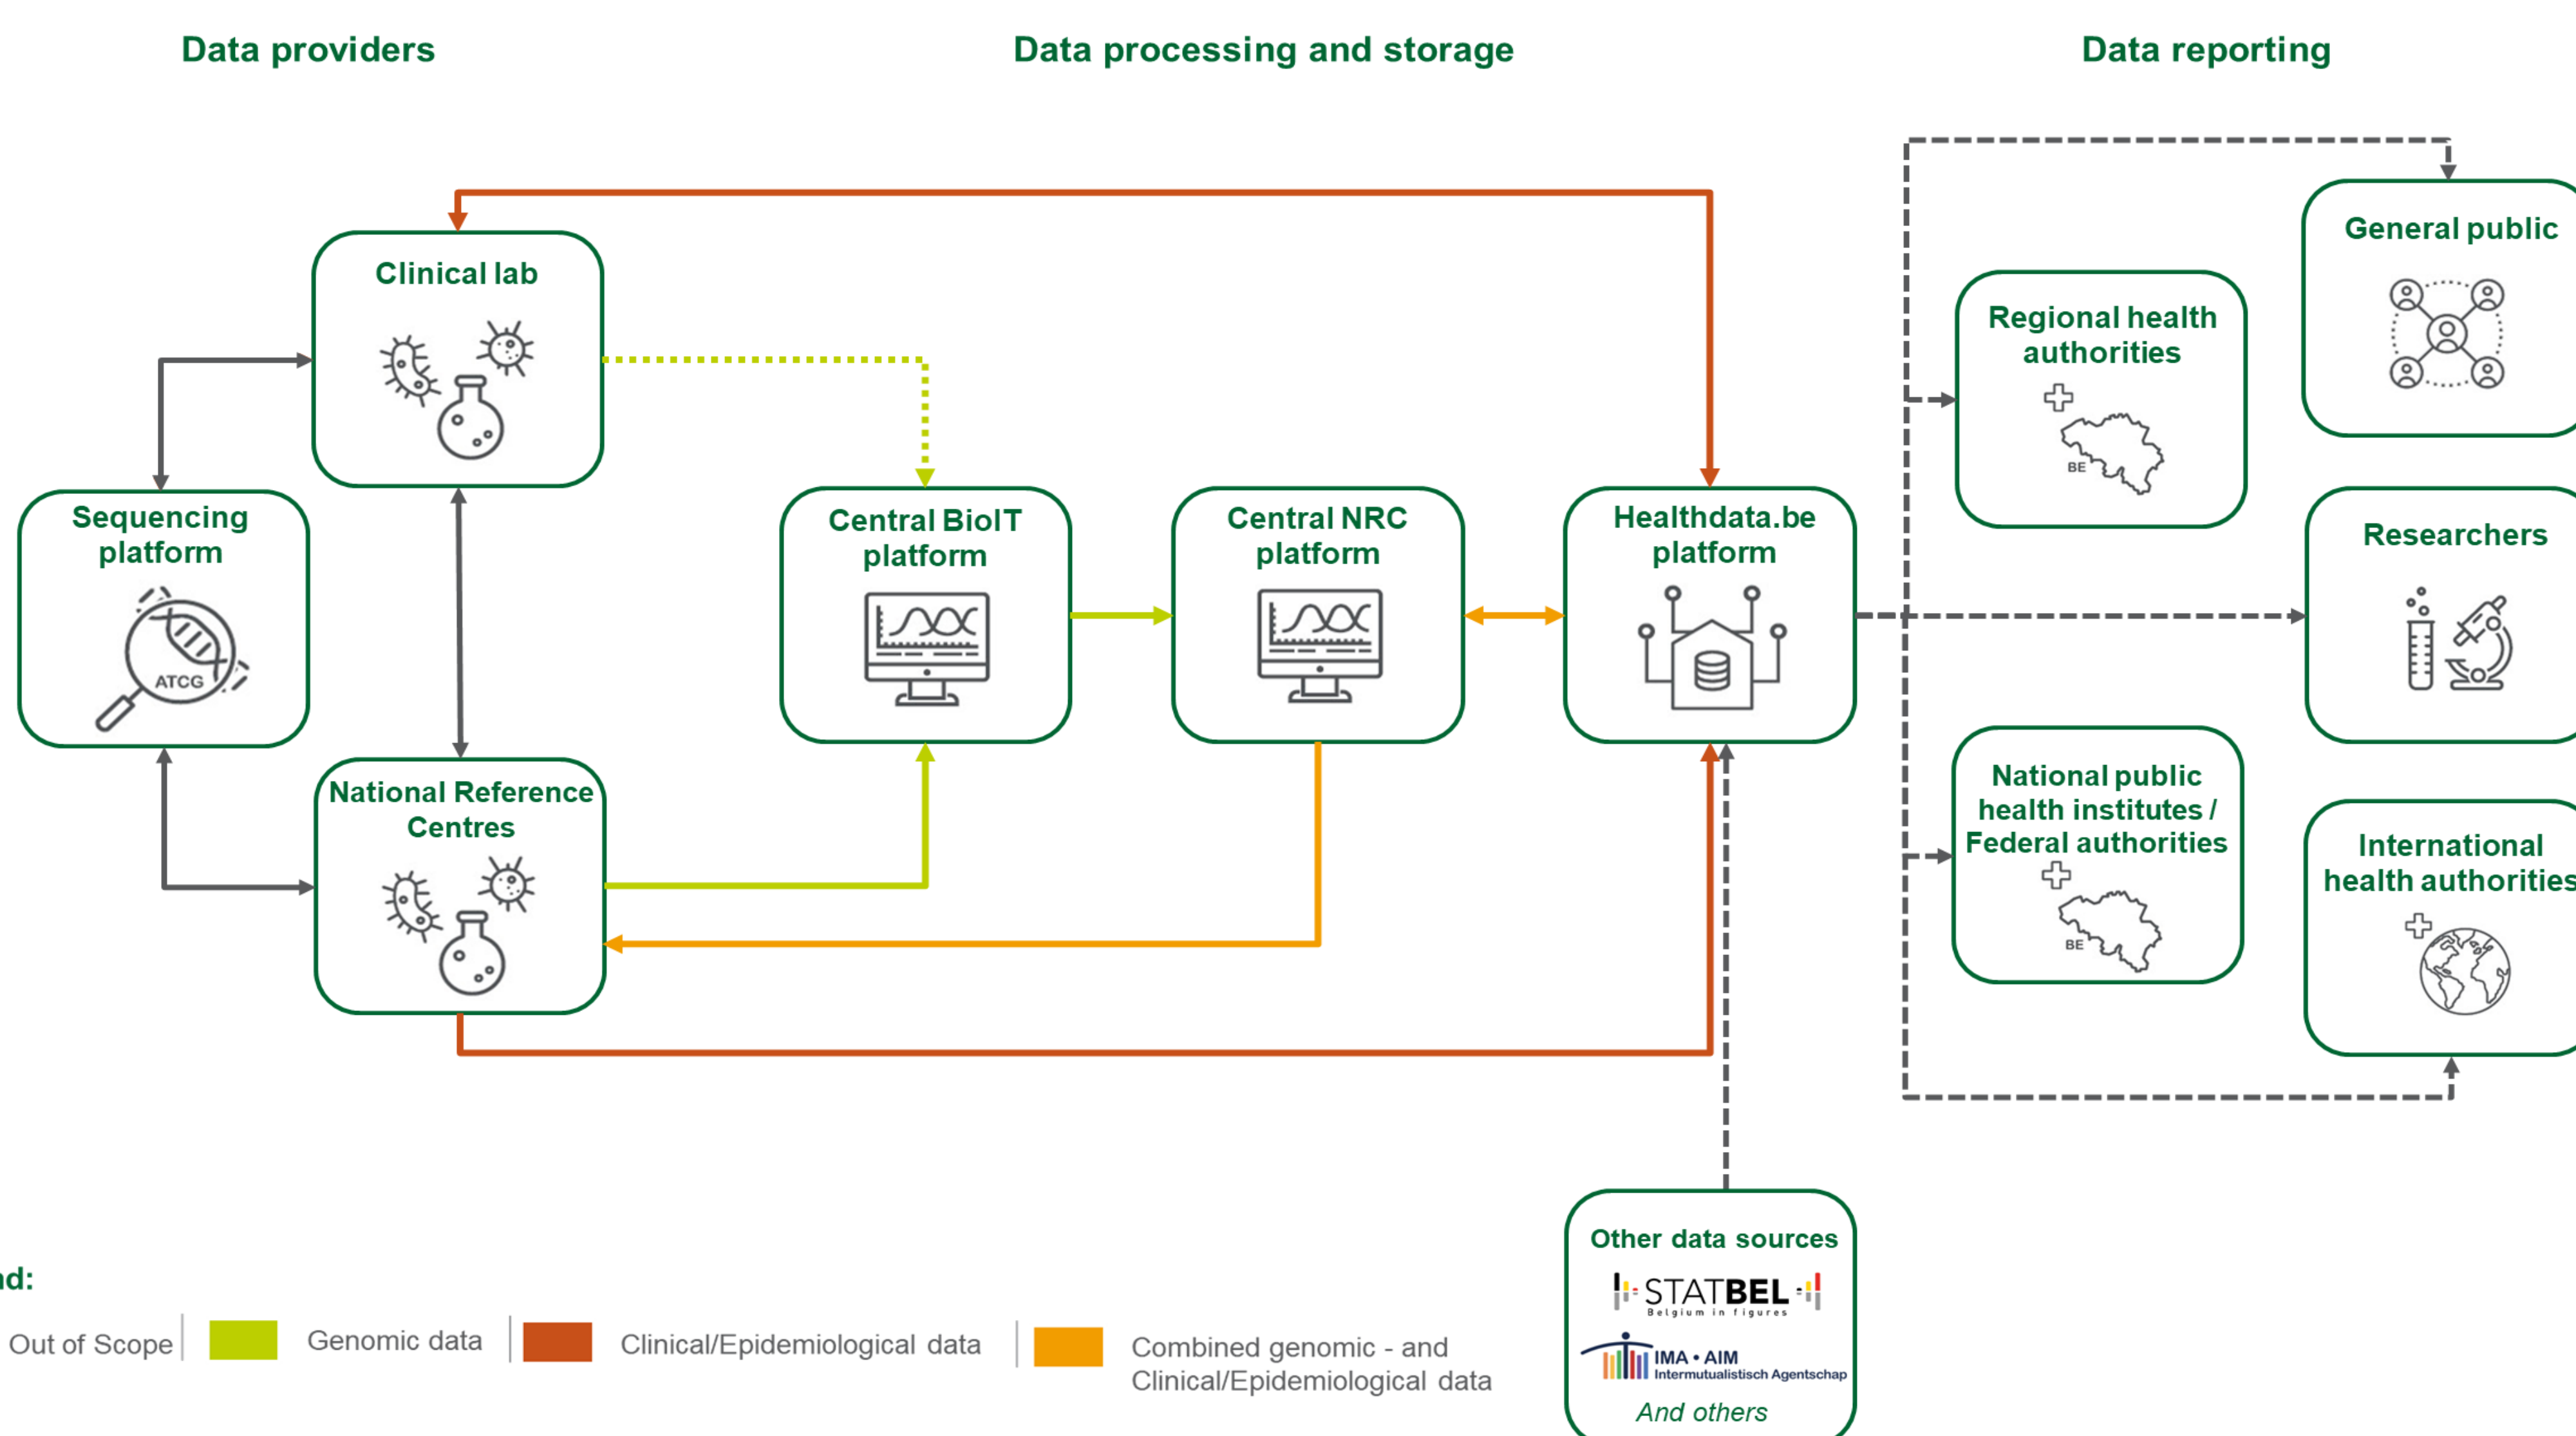 Data providers
Data processing and storage
Data reporting
Clinical lab
General public
Regional health
authorities
BE
Sequencing
platform
ATCG
Central BioIT
platform
Central NRC
platform
Healthdata.be
platform
Researchers
National Reference
Centres
National public
health institutes /
Federal authorities
BE
International
health authorities
Other data sources
STATBEL
Belgium in figures
IMA • AIM
Intermutualistisch Agentschap
And others
nd:
Out of Scope
Genomic data
Clinical/Epidemiological data
Combined genomic - and
Clinical/Epidemiological data